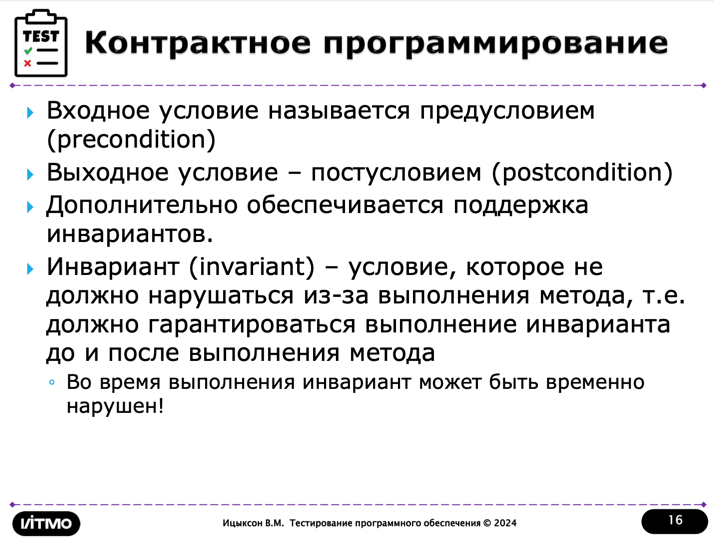 TEST
Контрактное программирование
Входное условие называется предусловием
(precondition)
Выходное условие – постусловием (postcondition)
Дополнительно обеспечивается поддержка
инвариантов.
Инвариант (invariant) – условие, которое не
должно нарушаться из-за выполнения метода, т.е.
должно гарантироваться выполнение инварианта
до и после выполнения метода
Во время выполнения инвариант может быть временно
нарушен!
ИТМО
Ицыксон В.М. Тестирование программного обеспечения © 2024
16